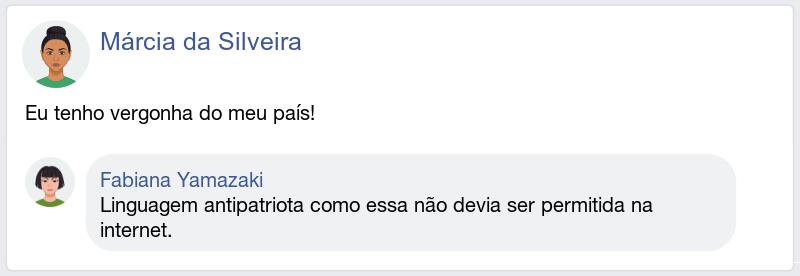 Márcia da Silveira
Eu tenho vergonha do meu país!
Fabiana Yamazaki
Linguagem antipatriota como essa não devia ser permitida na
internet.